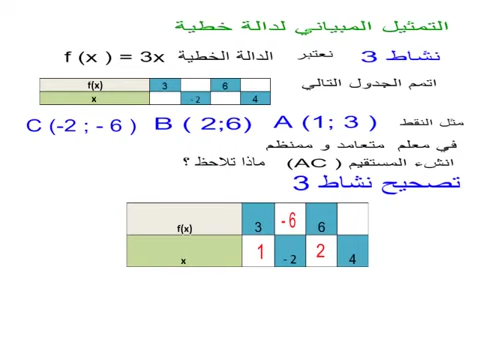 التمثيل المبياني لدالة خطية
نشاط 3 نعتبر الدالة الخطية f (x ) = 3x
اتمم الجدول التالي
f(x) 3 6
x - 2 4
مثل النقط A (1; 3 ) B ( 2;6) C (-2 ; - 6 )
في معلم متعامد و ممنظم
انشء المستقيم ( AC) ماذا تلاحظ ؟
تصحيح نشاط 3
f(x) 3 - 6 6
x 1 - 2 2 4